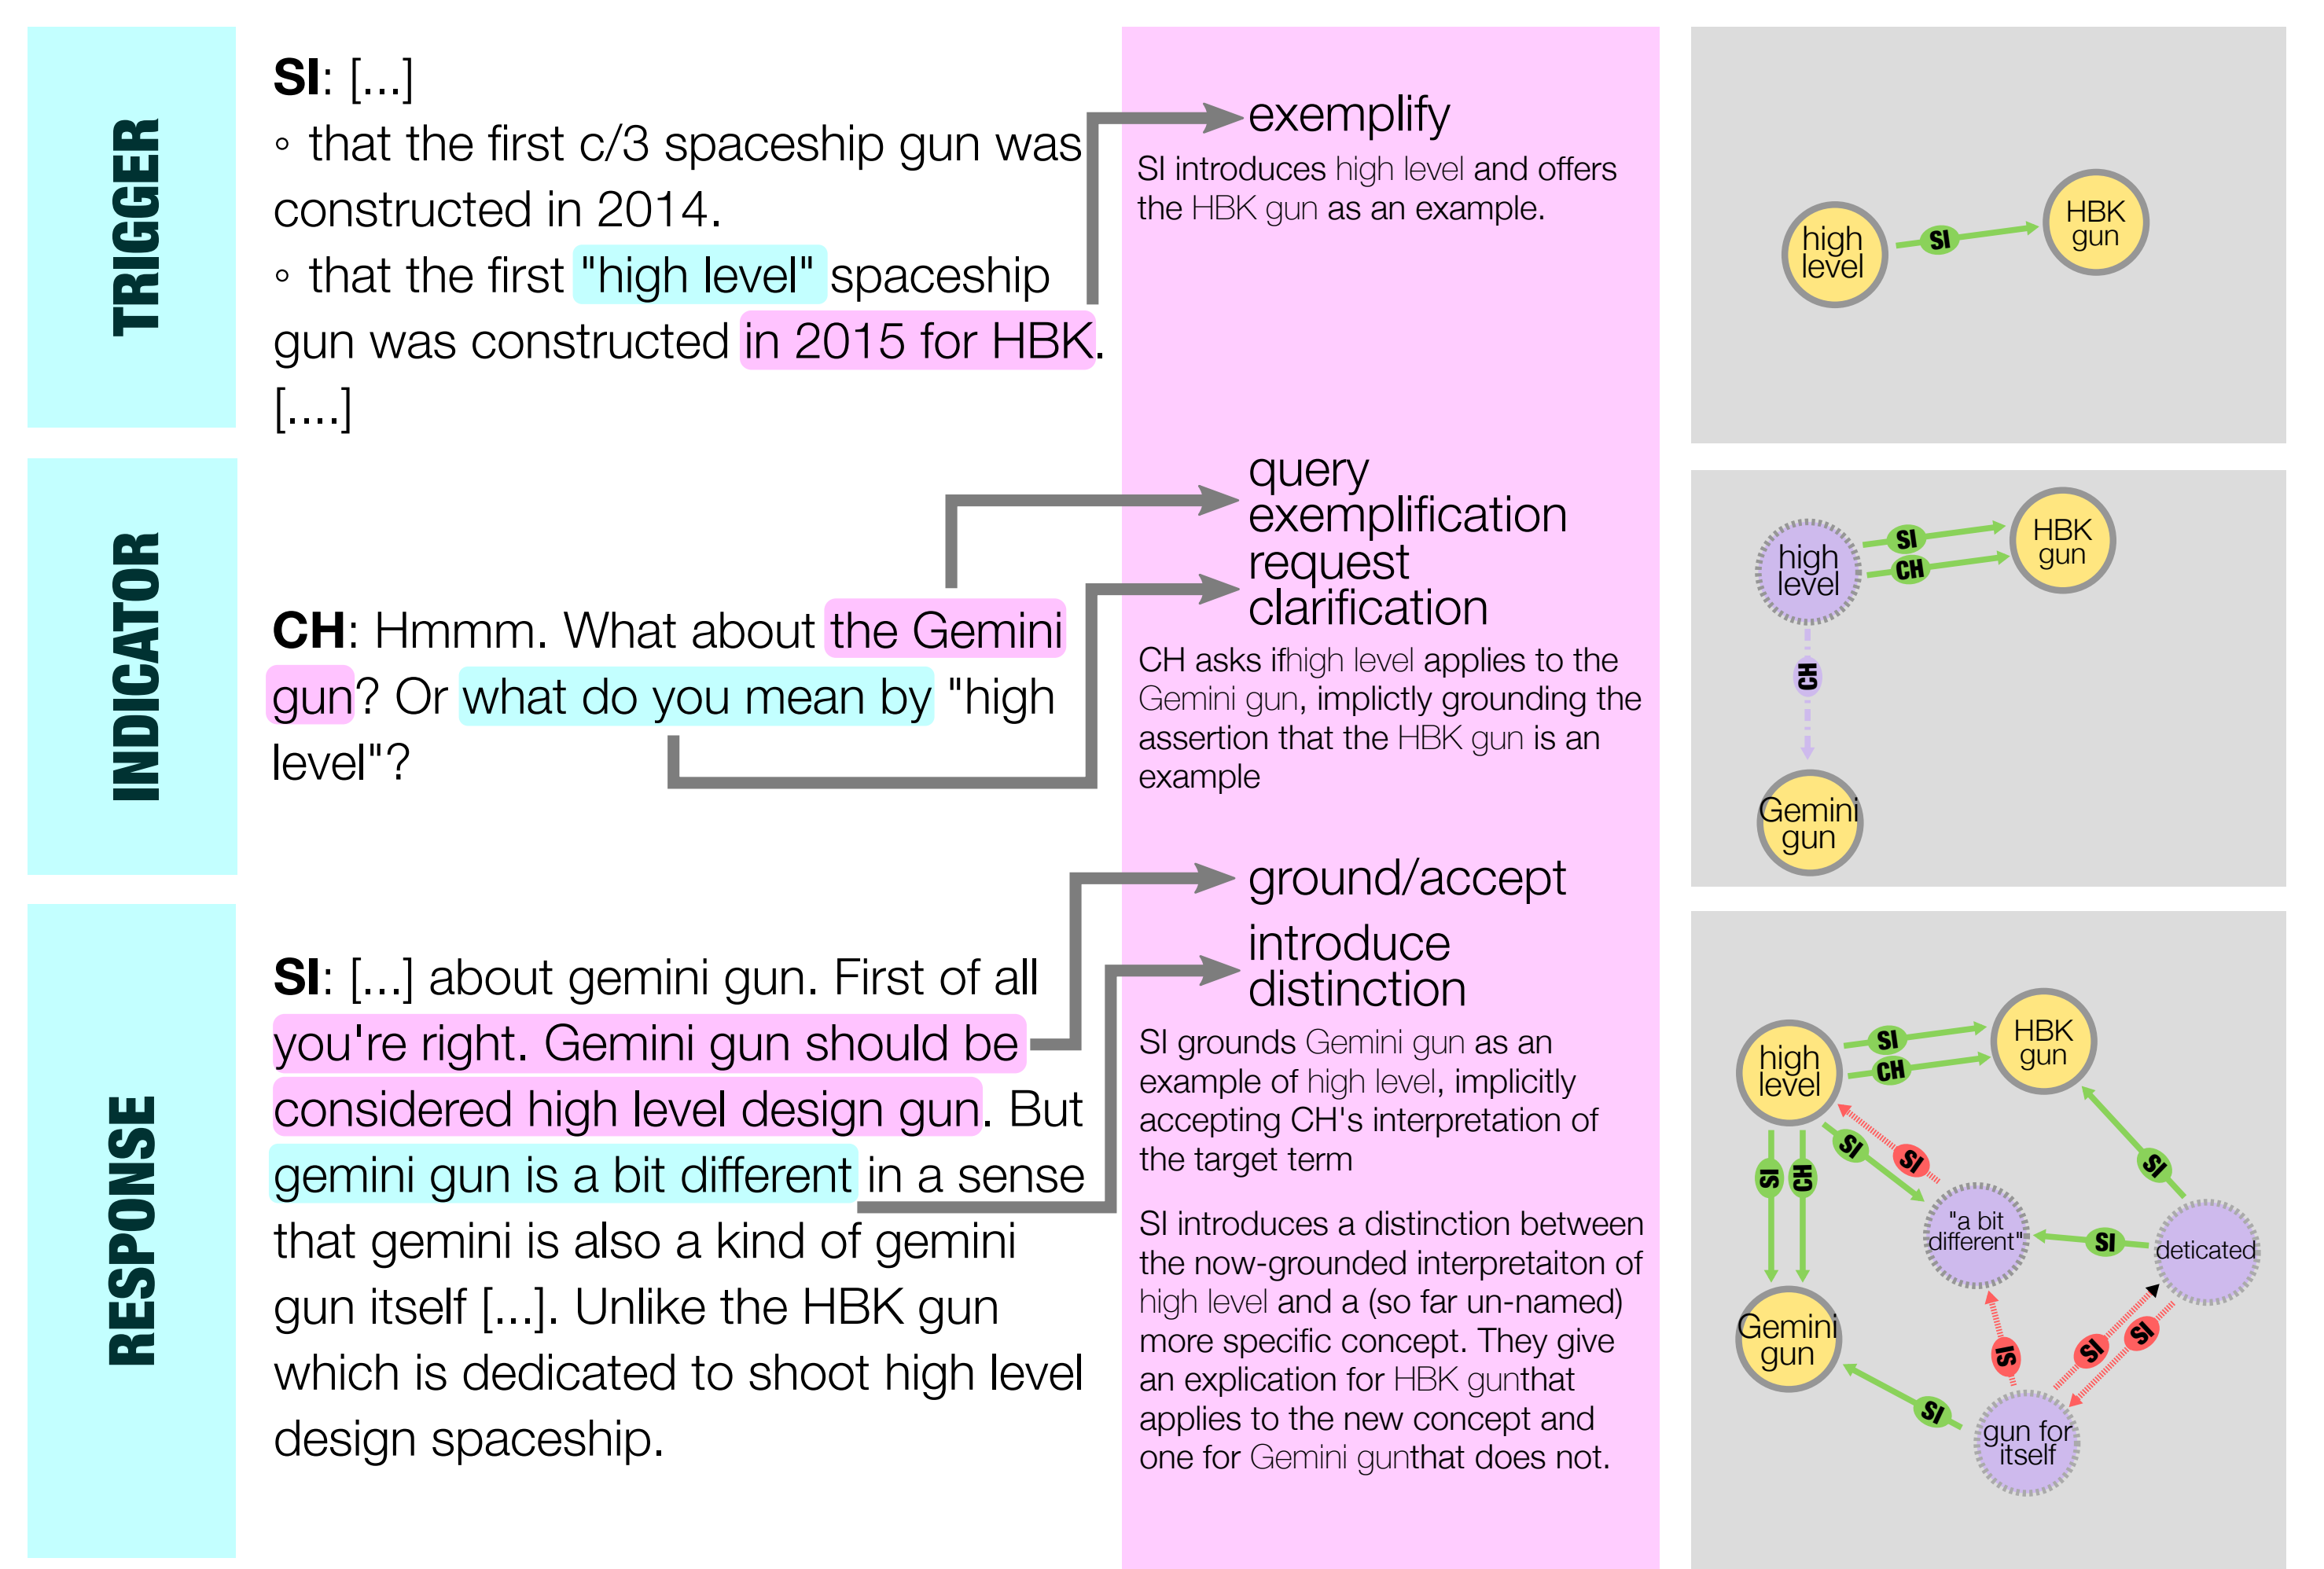 TRIGGER
SI: [...]
◦ that the first c/3 spaceship gun was
constructed in 2014.
◦ that the first "high level" spaceship
gun was constructed in 2015 for HBK.
[....]
exemplify
SI introduces high level and offers
the HBK gun as an example.
high
level
SI
HBK
gun
INDICATOR
CH: Hmmm. What about the Gemini
gun? Or what do you mean by "high
level"?
query
exemplification
request
clarification
CH asks ifhigh level applies to the
Gemini gun, implictly grounding the
assertion that the HBK gun is an
example
high
level
SI
CH
HBK
gun
CH
Gemini
gun
RESPONSE
SI: [...] about gemini gun. First of all
you're right. Gemini gun should be
considered high level design gun. But
gemini gun is a bit different in a sense
that gemini is also a kind of gemini
gun itself [...]. Unlike the HBK gun
which is dedicated to shoot high level
design spaceship.
ground/accept
introduce
distinction
SI grounds Gemini gun as an
example of high level, implicitly
accepting CH's interpretation of
the target term
SI introduces a distinction between
the now-grounded interpretaiton of
high level and a (so far un-named)
more specific concept. They give
an explication for HBK gunthat
applies to the new concept and
one for Gemini gunthat does not.
high
level
SI
CH
HBK
gun
SI
SI
SI
SI
CH
"a bit
different"
SI
deticated
Gemini
gun
SI
SI
SI
SI
gun for
itself